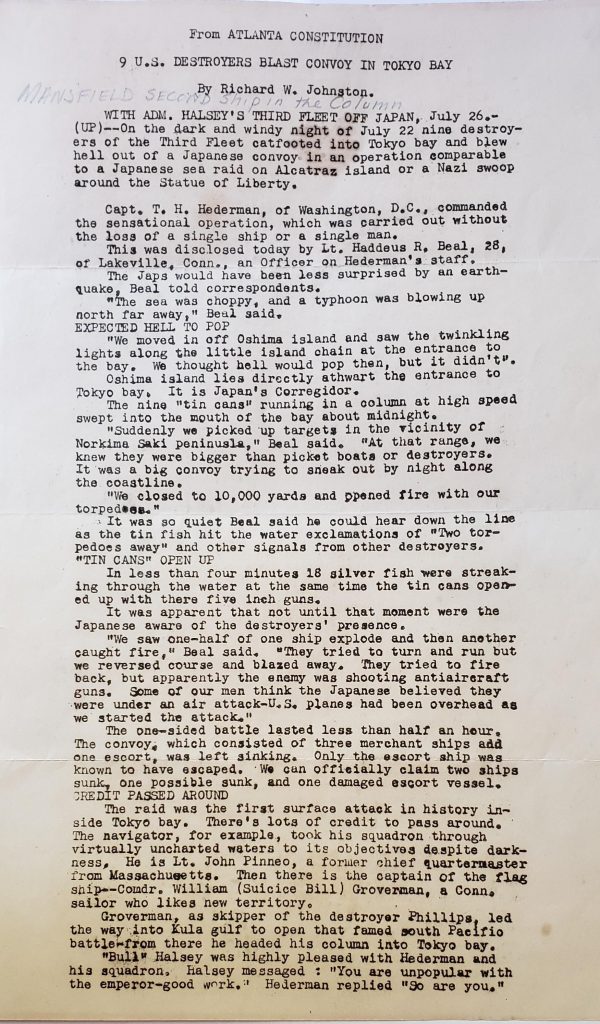 From ATLANTA CONSTITUTION
9 U.S. DESTROYERS BLAST CONVOY IN TOKYO BAY
By Richard W. Johnston.
MANSFIELD SECOND SHIP in the Column
WITH ADM. HALSEY'S THIRD FLEET OFF JAPAN, July 26.-
(UP)--On the dark and windy night of July 22 nine destroy-
ers of the Third Fleet catfooted into Tokyo bay and blew
hell out of a Japanese convoy in an operation comparable
to a Japanese sea raid on Alcatraz island or a Nazi swoop
around the Statue of Liberty.
Capt. T. H. Hederman, of Washington, D.C., commanded
the sensational operation, which was carried out without
the loss of a single ship or a single man.
This was disclosed today by Lt. Haddeus R. Beal, 28,
of Lakeville, Conn., an Officer on Hederman's staff.
The Japs would have been less surprised by an earth-
quake, Beal told correspondents.
"The sea was choppy, and a typhoon was blowing up
north far away," Beal said.
EXPECTED HELL TO POP
"We moved in off Oshima island and saw the twinkling
lights along the little island chain at the entrance to
the bay. We thought hell would pop then, but it didn't".
Oshima island lies directly athwart the entrance to
Tokyo bay. It is Japan's Corregidor.
The nine "tin cans" running in a column at high speed
swept into the mouth of the bay about midnight.
"Suddenly we picked up targets in the vicinity of
Norkima Saki peninusla," Beal said. "At that range, we
knew they were bigger than picket boats or destroyers.
It was a big convoy trying to sneak out by night along
the coastline.
"We closed to 10,000 yards and opened fire with our
torpedoes."
It was so quiet Beal said he could hear down the line
as the tin fish hit the water exclamations of "Two tor-
pedoes away" and other signals from other destroyers.
"TIN CANS" OPEN UP
In less than four minutes 18 silver fish were streak-
ing through the water at the same time the tin cans open-
ed up with there five inch guns.
It was apparent that not until that moment were the
Japanese aware of the destroyers' presence.
"We saw one-half of one ship explode and then another
caught fire," Beal said. "They tried to turn and run but
we reversed course and blazed away. They tried to fire
back, but apparently the enemy was shooting antiaircraft
guns. Some of our men think the Japanese believed they
were under an air attack-U.S. planes had been overhead as
we started the attack."
The one-sided battle lasted less than half an hour.
The convoy, which consisted of three merchant ships add
one escort, was left sinking. Only the escort ship was
known to have escaped. We can officially claim two ships
sunk, one possible sunk, and one damaged escort vessel.
CREDIT PASSED AROUND
The raid was the first surface attack in history in-
side Tokyo bay. There's lots of credit to pass around.
The navigator, for example, took his squadron through
virtually uncharted waters to its objectives despite dark-
ness. He is Lt. John Pinneo, a former chief quartermaster
from Massachusetts. Then there is the captain of the flag
ship--Comdr. William (Suicice Bill) Groverman, a Conn.
sailor who likes new territory.
Groverman, as skipper of the destroyer Phillips, led
the way into Kula gulf to open that famed south Pacific
battle-from there he headed his column into Tokyo bay.
"Bull" Halsey was highly pleased with Hederman and
his squadron. Halsey messaged : "You are unpopular with
the emperor-good work." Hederman replied "So are you."